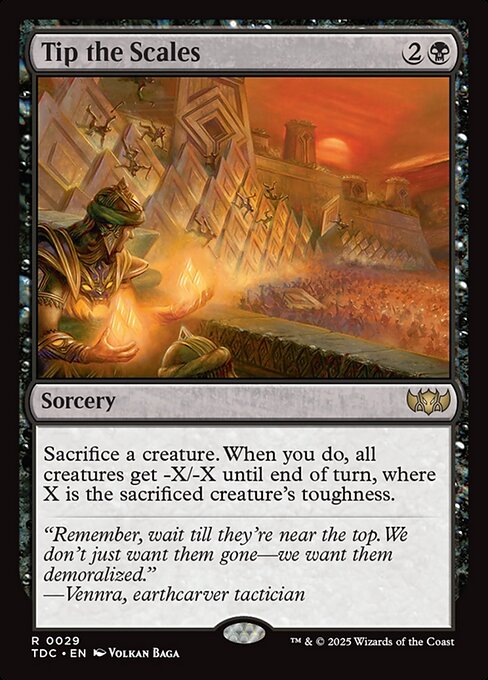 Tip the Scales 2
Sorcery
Sacrifice a creature. When you do, all
creatures get -X/-X until end of turn, where
X is the sacrificed creature's toughness.
“Remember, wait till they're near the top. We
don't just want them gone—we want them
demoralized.”
—Vennra, earthcarver tactician
R 0029
™ & © 2025 Wizards of the Coast
TDC • EN VOLKAN BAGA